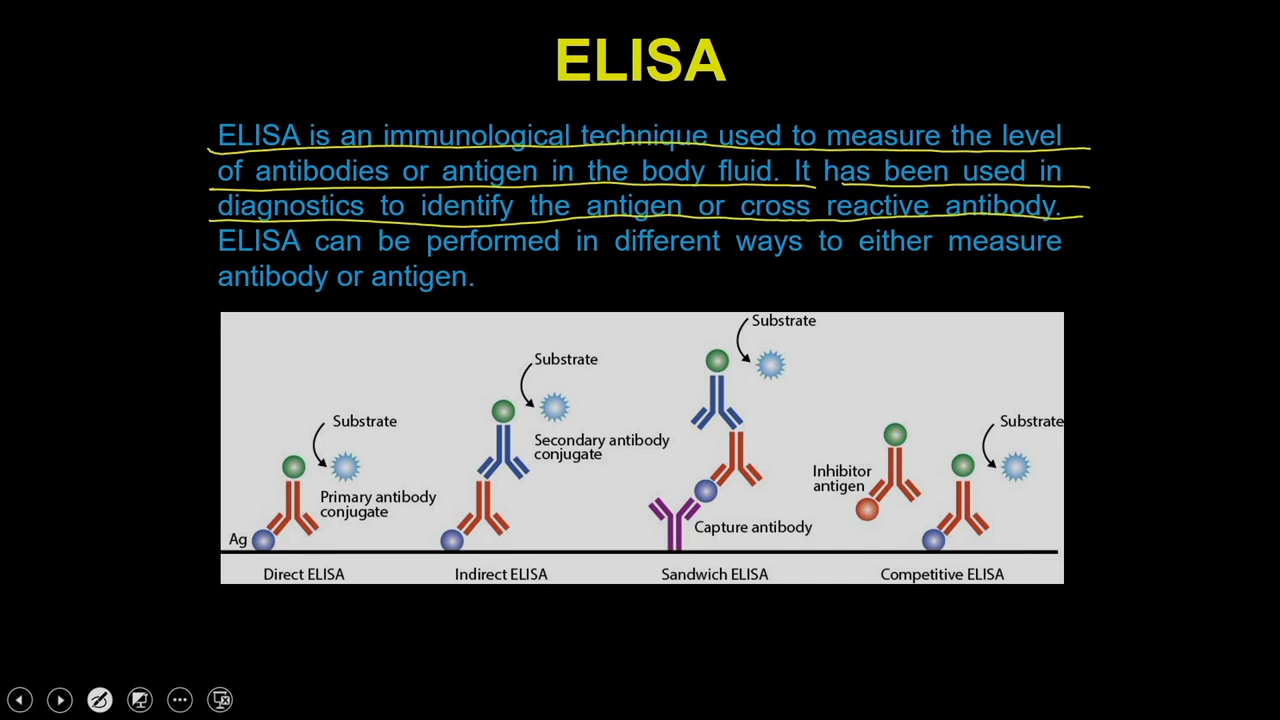 ELISA
ELISA is an immunological technique used to measure the level
of antibodies or antigen in the body fluid. It has been used in
diagnostics to identify the antigen or cross reactive antibody.
ELISA can be performed in different ways to either measure
antibody or antigen.
Substrate
Substrate
Substrate
Substrate
Secondary antibody
conjugate
Inhibitor
antigen
Primary antibody
conjugate
Capture antibody
Ag
Direct ELISA
Indirect ELISA
Sandwich ELISA
Competitive ELISA